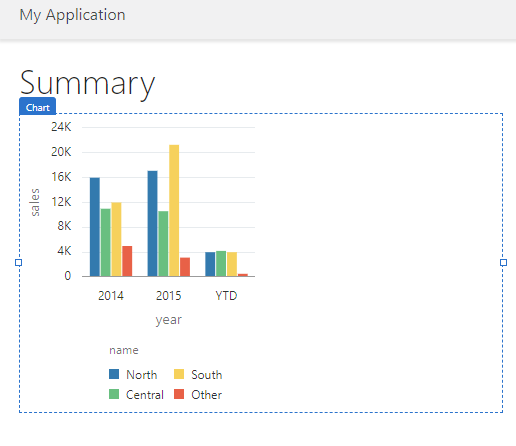 My Application
Summary
Chart
24K
20K
16K
12K
8K
4K
0
sales
2014 2015 YTD
year
name
North South
Central Other